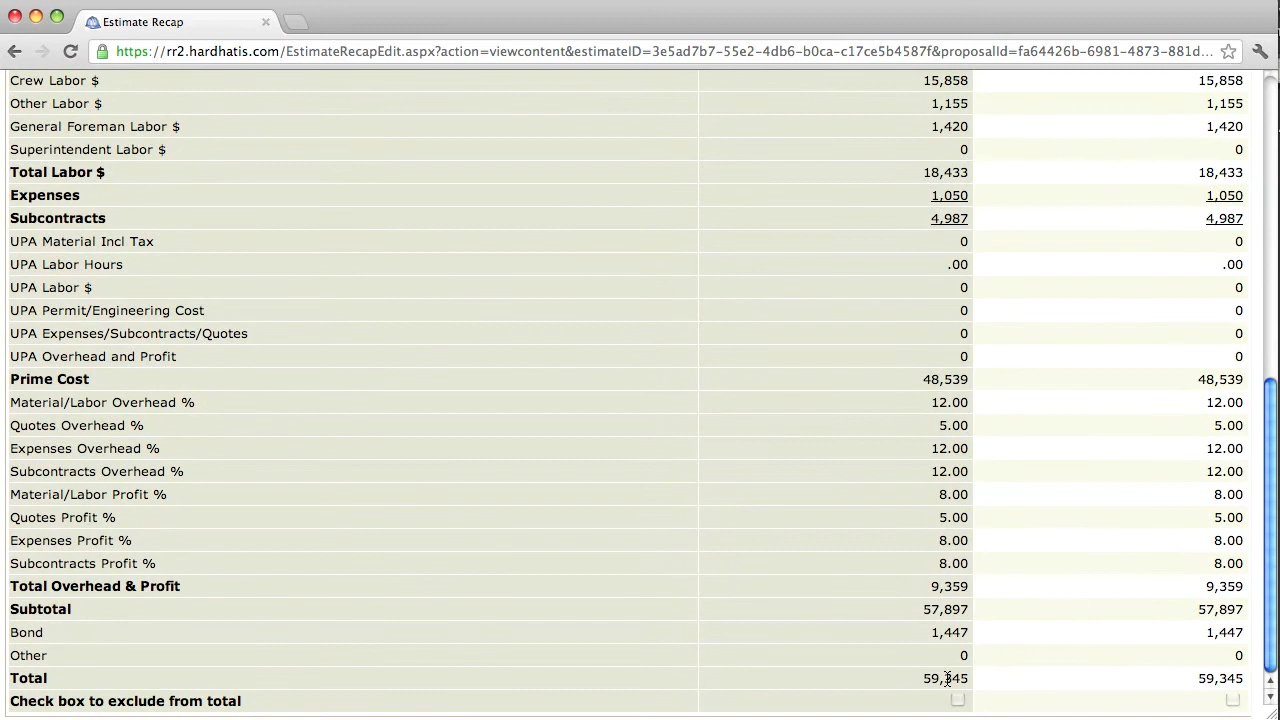 Estimate Recap
https://rr2.hardhatis.com/EstimateRecapEdit.aspx?action=viewcontent&estimateID=3e5ad7b7-55e2-4db6-b0ca-c17ce5b4587f&proposalId=fa64426b-6981-4873-881d...
Crew Labor $ 15,858 15,858
Other Labor $ 1,155 1,155
General Foreman Labor $ 1,420 1,420
Superintendent Labor $ 0 0
Total Labor $ 18,433 18,433
Expenses 1,050 1,050
Subcontracts 4,987 4,987
UPA Material Incl Tax 0 0
UPA Labor Hours .00 .00
UPA Labor $ 0 0
UPA Permit/Engineering Cost 0 0
UPA Expenses/Subcontracts/Quotes 0 0
UPA Overhead and Profit 0 0
Prime Cost 48,539 48,539
Material/Labor Overhead % 12.00 12.00
Quotes Overhead % 5.00 5.00
Expenses Overhead % 12.00 12.00
Subcontracts Overhead % 12.00 12.00
Material/Labor Profit % 8.00 8.00
Quotes Profit % 5.00 5.00
Expenses Profit % 8.00 8.00
Subcontracts Profit % 8.00 8.00
Total Overhead & Profit 9,359 9,359
Subtotal 57,897 57,897
Bond 1,447 1,447
Other 0 0
Total 59,345 59,345
Check box to exclude from total